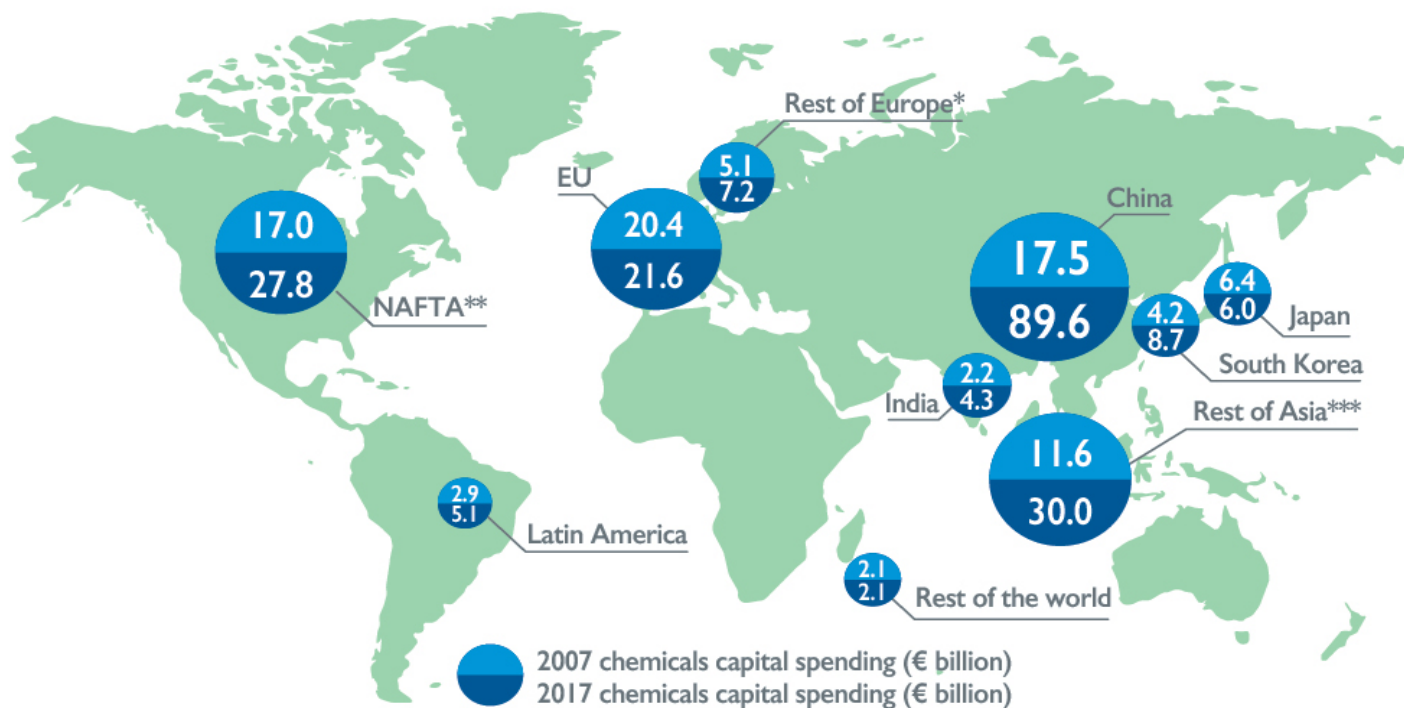 Rest of Europe*
5.1
7.2
EU
20.4
21.6
China
17.5
89.6
17.0
27.8
NAFTA**
6.4
6.0
Japan
4.2
8.7
South Korea
2.2
4.3
India
Rest of Asia***
11.6
30.0
2.9
5.1
Latin America
2.1
2.1
Rest of the world
2007 chemicals capital spending (€ billion)
2017 chemicals capital spending (€ billion)